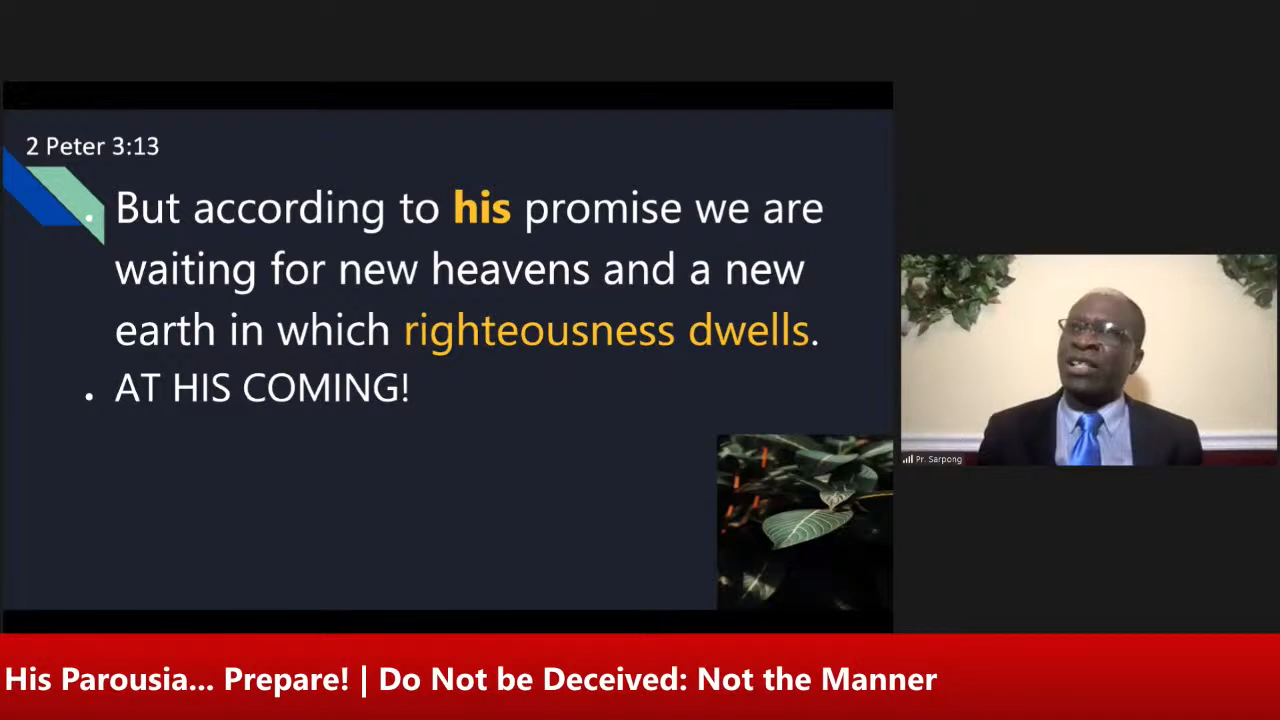 2 Peter 3:13
. But according to his promise we are
waiting for new heavens and a new
earth in which righteousness dwells.
. AT HIS COMING!
Pr. Sarpong
His Parousia... Prepare! | Do Not be Deceived: Not the Manner